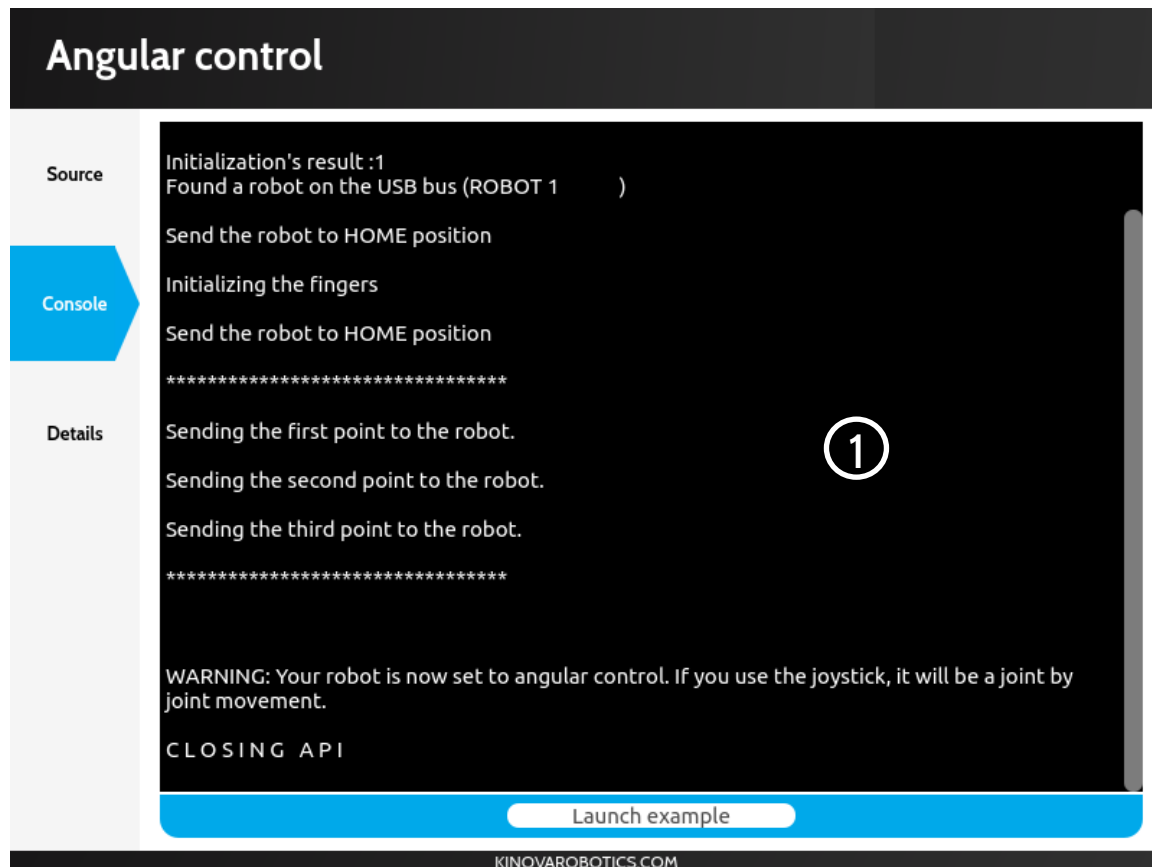 Angular control
Source
Console
Details
Initialization's result :1
Found a robot on the USB bus (ROBOT 1          )
Send the robot to HOME position
Initializing the fingers
Send the robot to HOME position
*********************************
Sending the first point to the robot.
Sending the second point to the robot.
Sending the third point to the robot.
*********************************
WARNING: Your robot is now set to angular control. If you use the joystick, it will be a joint by
joint movement.
C L O S I N G   A P I
1
Launch example
KINOVAROBOTICS.COM